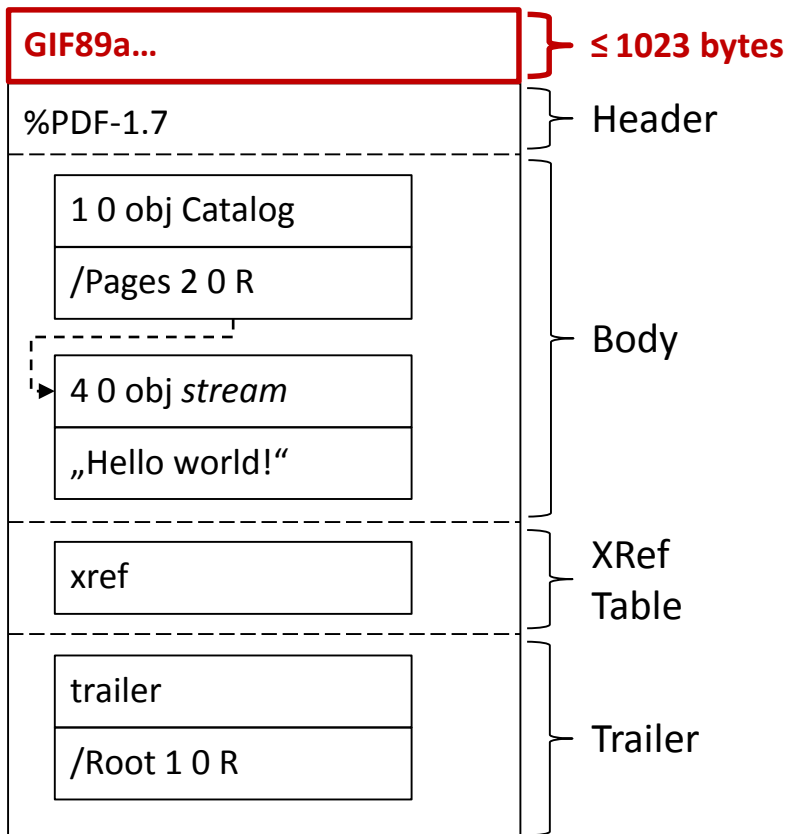 GIF89a...
≤ 1023 bytes
%PDF-1.7
Header
1 0 obj Catalog
/Pages 2 0 R
Body
4 0 obj stream
„Hello world!“
xref
XRef
Table
trailer
/Root 1 0 R
Trailer